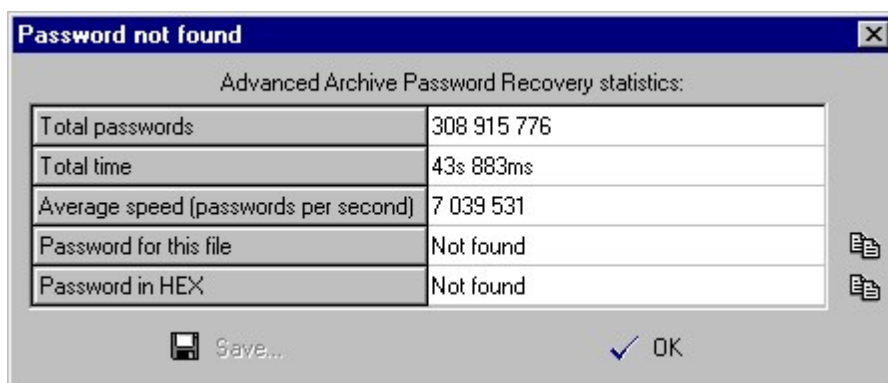 Password not found
Advanced Archive Password Recovery statistics:
Total passwords 308 915 776
Total time 43s 883ms
Average speed (passwords per second) 7 039 531
Password for this file Not found
Password in HEX Not found
Save... OK